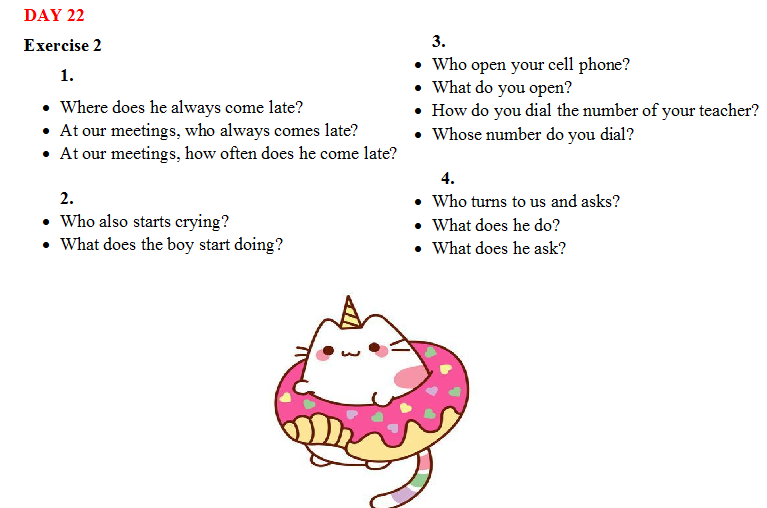 DAY 22
Exercise 2
1.
• Where does he always come late?
• At our meetings, who always comes late?
• At our meetings, how often does he come late?
2.
• Who also starts crying?
• What does the boy start doing?
3.
• Who open your cell phone?
• What do you open?
• How do you dial the number of your teacher?
• Whose number do you dial?
4.
• Who turns to us and asks?
• What does he do?
• What does he ask?